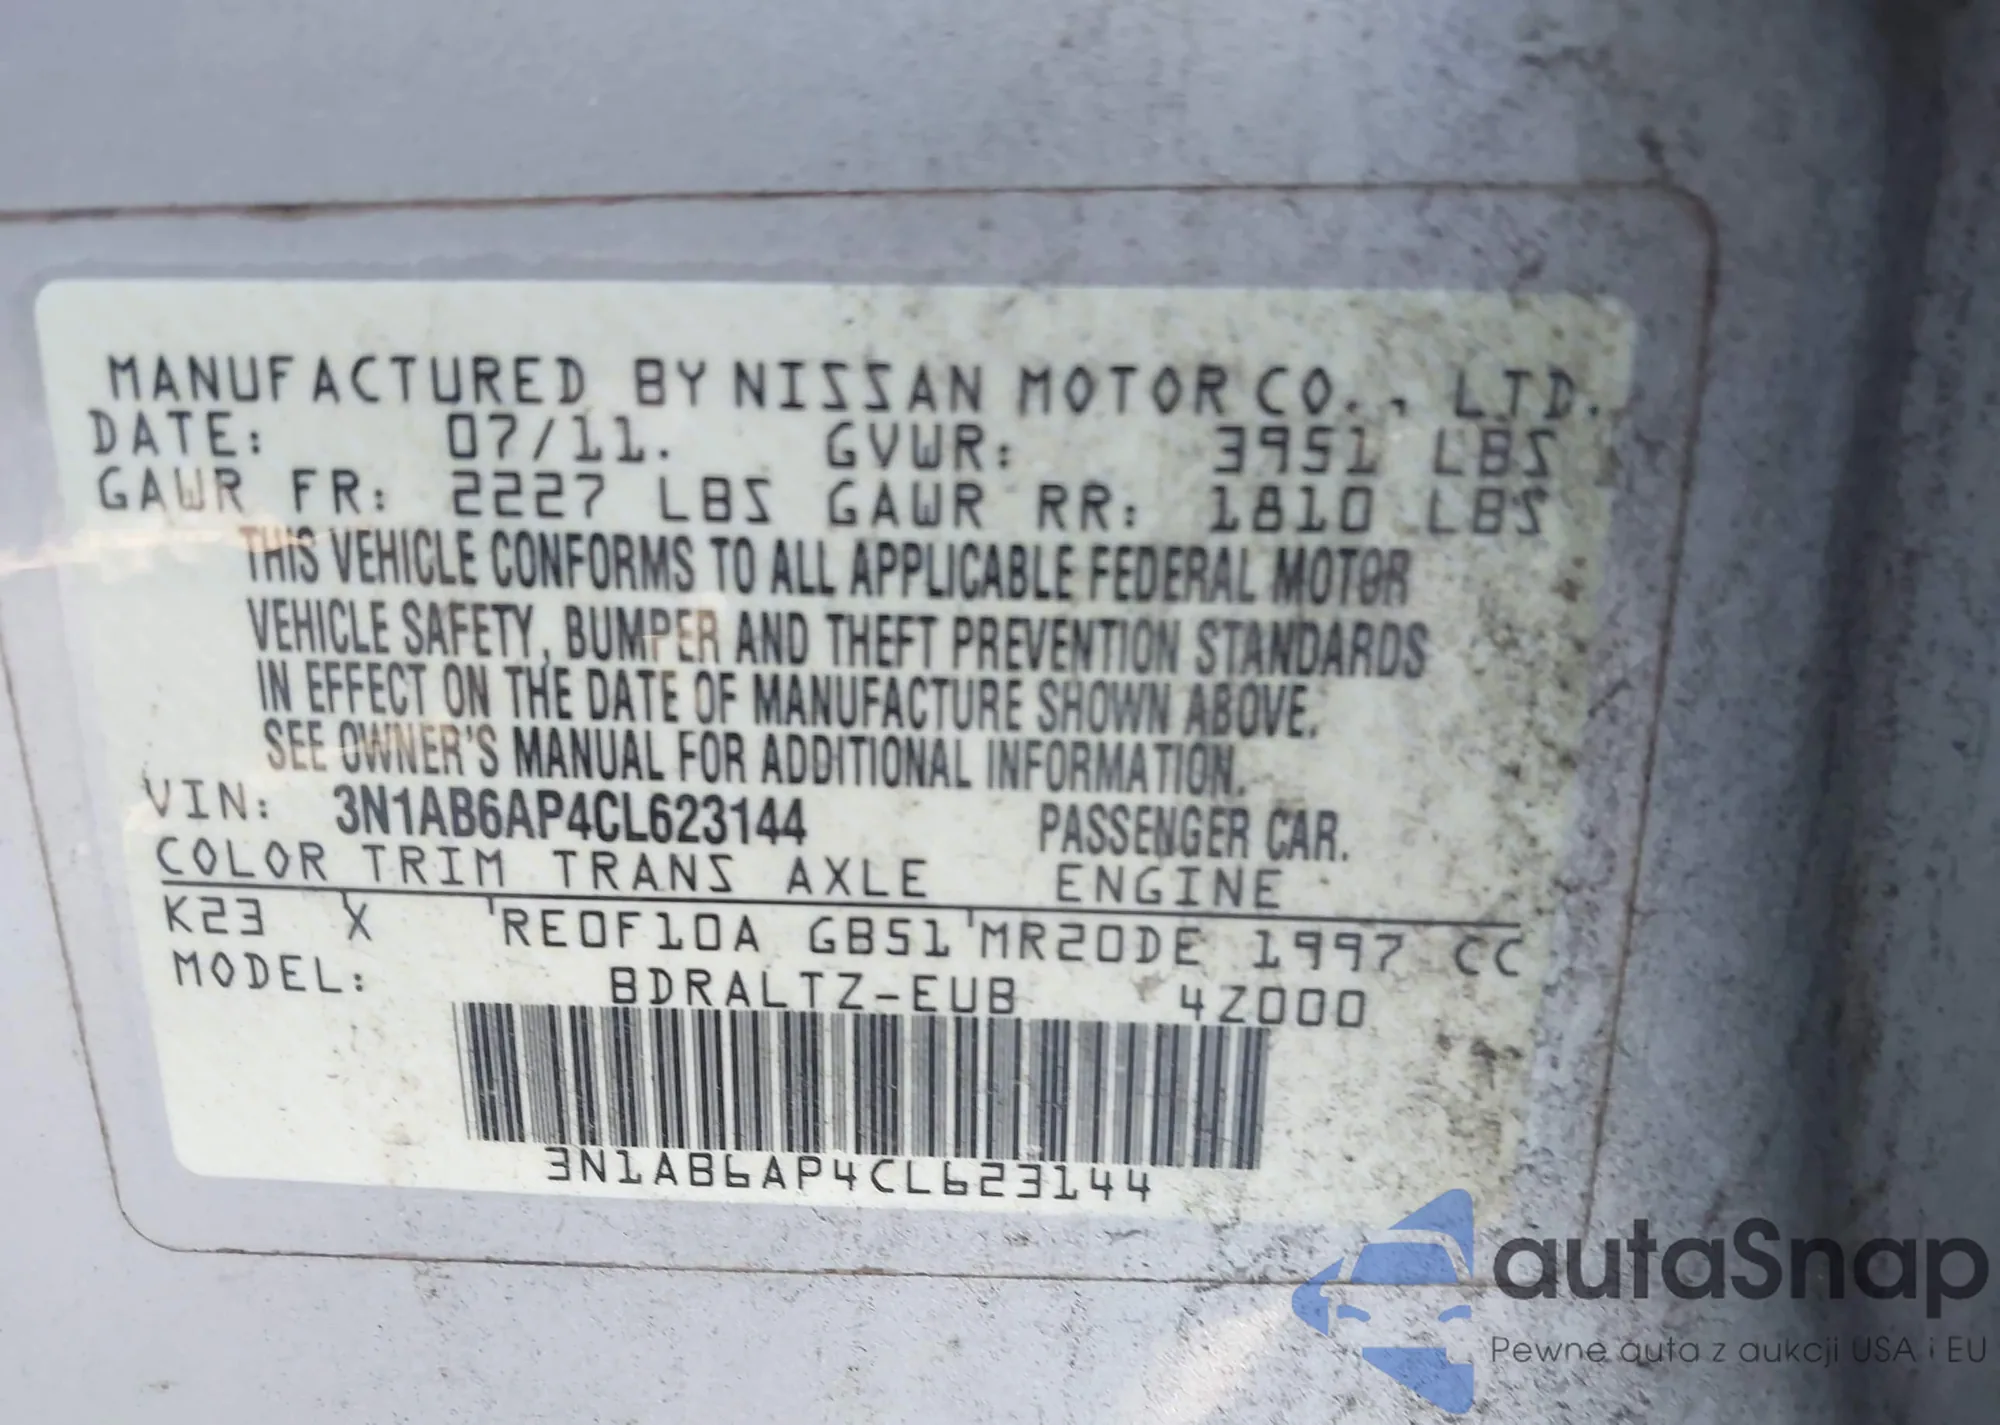 MANUFACTURED BY NISSAN MOTOR CO., LTD.
DATE: 07/11. GVWR: 3951 LBS
GAWR FR: 2227 LBS GAWR RR: 1810 LBS
THIS VEHICLE CONFORMS TO ALL APPLICABLE FEDERAL MOTOR
VEHICLE SAFETY, BUMPER AND THEFT PREVENTION STANDARDS
IN EFFECT ON THE DATE OF MANUFACTURE SHOWN ABOVE.
SEE OWNER'S MANUAL FOR ADDITIONAL INFORMATION.
VIN: 3N1AB6AP4CL623144 PASSENGER CAR.
COLOR TRIM TRANS AXLE ENGINE
K23 X RE0F10A GB51 MR20DE 1997 CC
MODEL: BDRALTZ-EUB 4Z000
3N1AB6AP4CL623144
autaSnap
Pewne auta z aukcji USA i EU